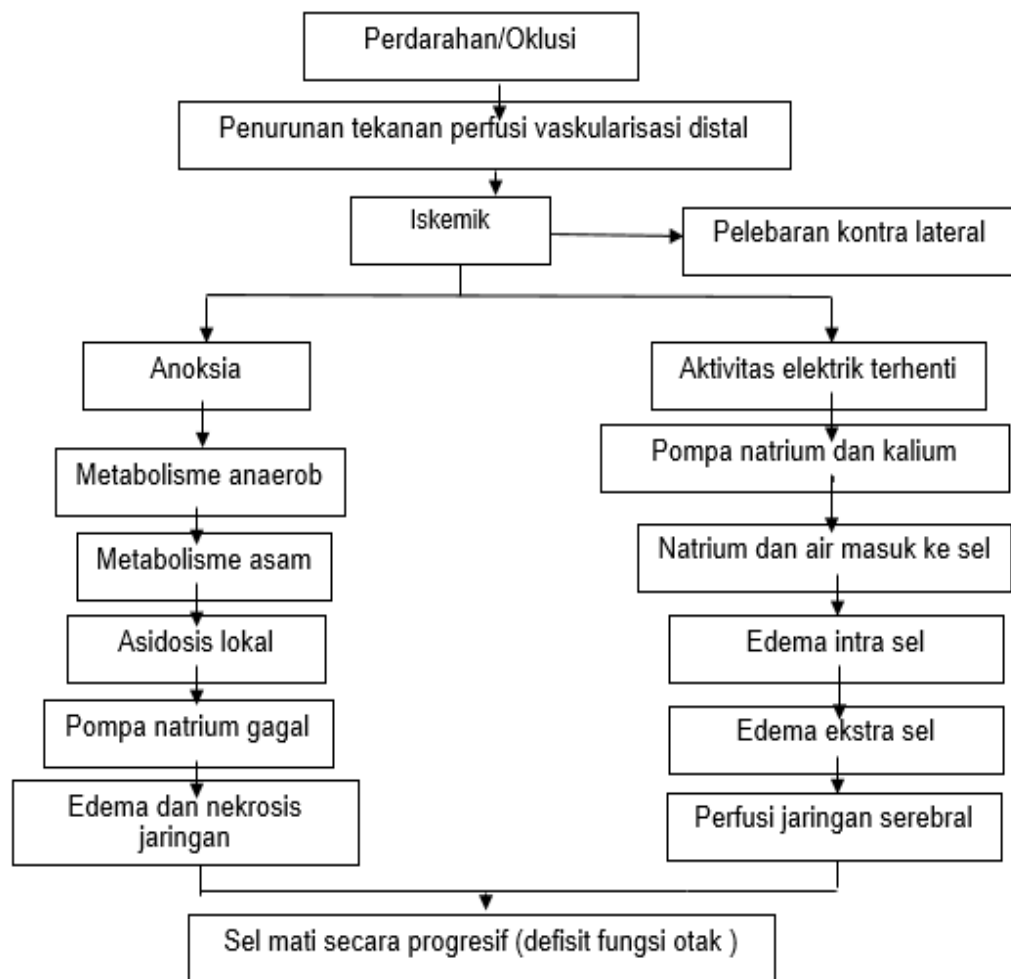 Perdarahan/Oklusi
Penurunan tekanan perfusi vaskularisasi distal
Iskemik
Pelebaran kontra lateral
Anoksia
Aktivitas elektrik terhenti
Metabolisme anaerob
Pompa natrium dan kalium
Metabolisme asam
Natrium dan air masuk ke sel
Asidosis lokal
Edema intra sel
Pompa natrium gagal
Edema ekstra sel
Edema dan nekrosis
jaringan
Perfusi jaringan serebral
Sel mati secara progresif (defisit fungsi otak )